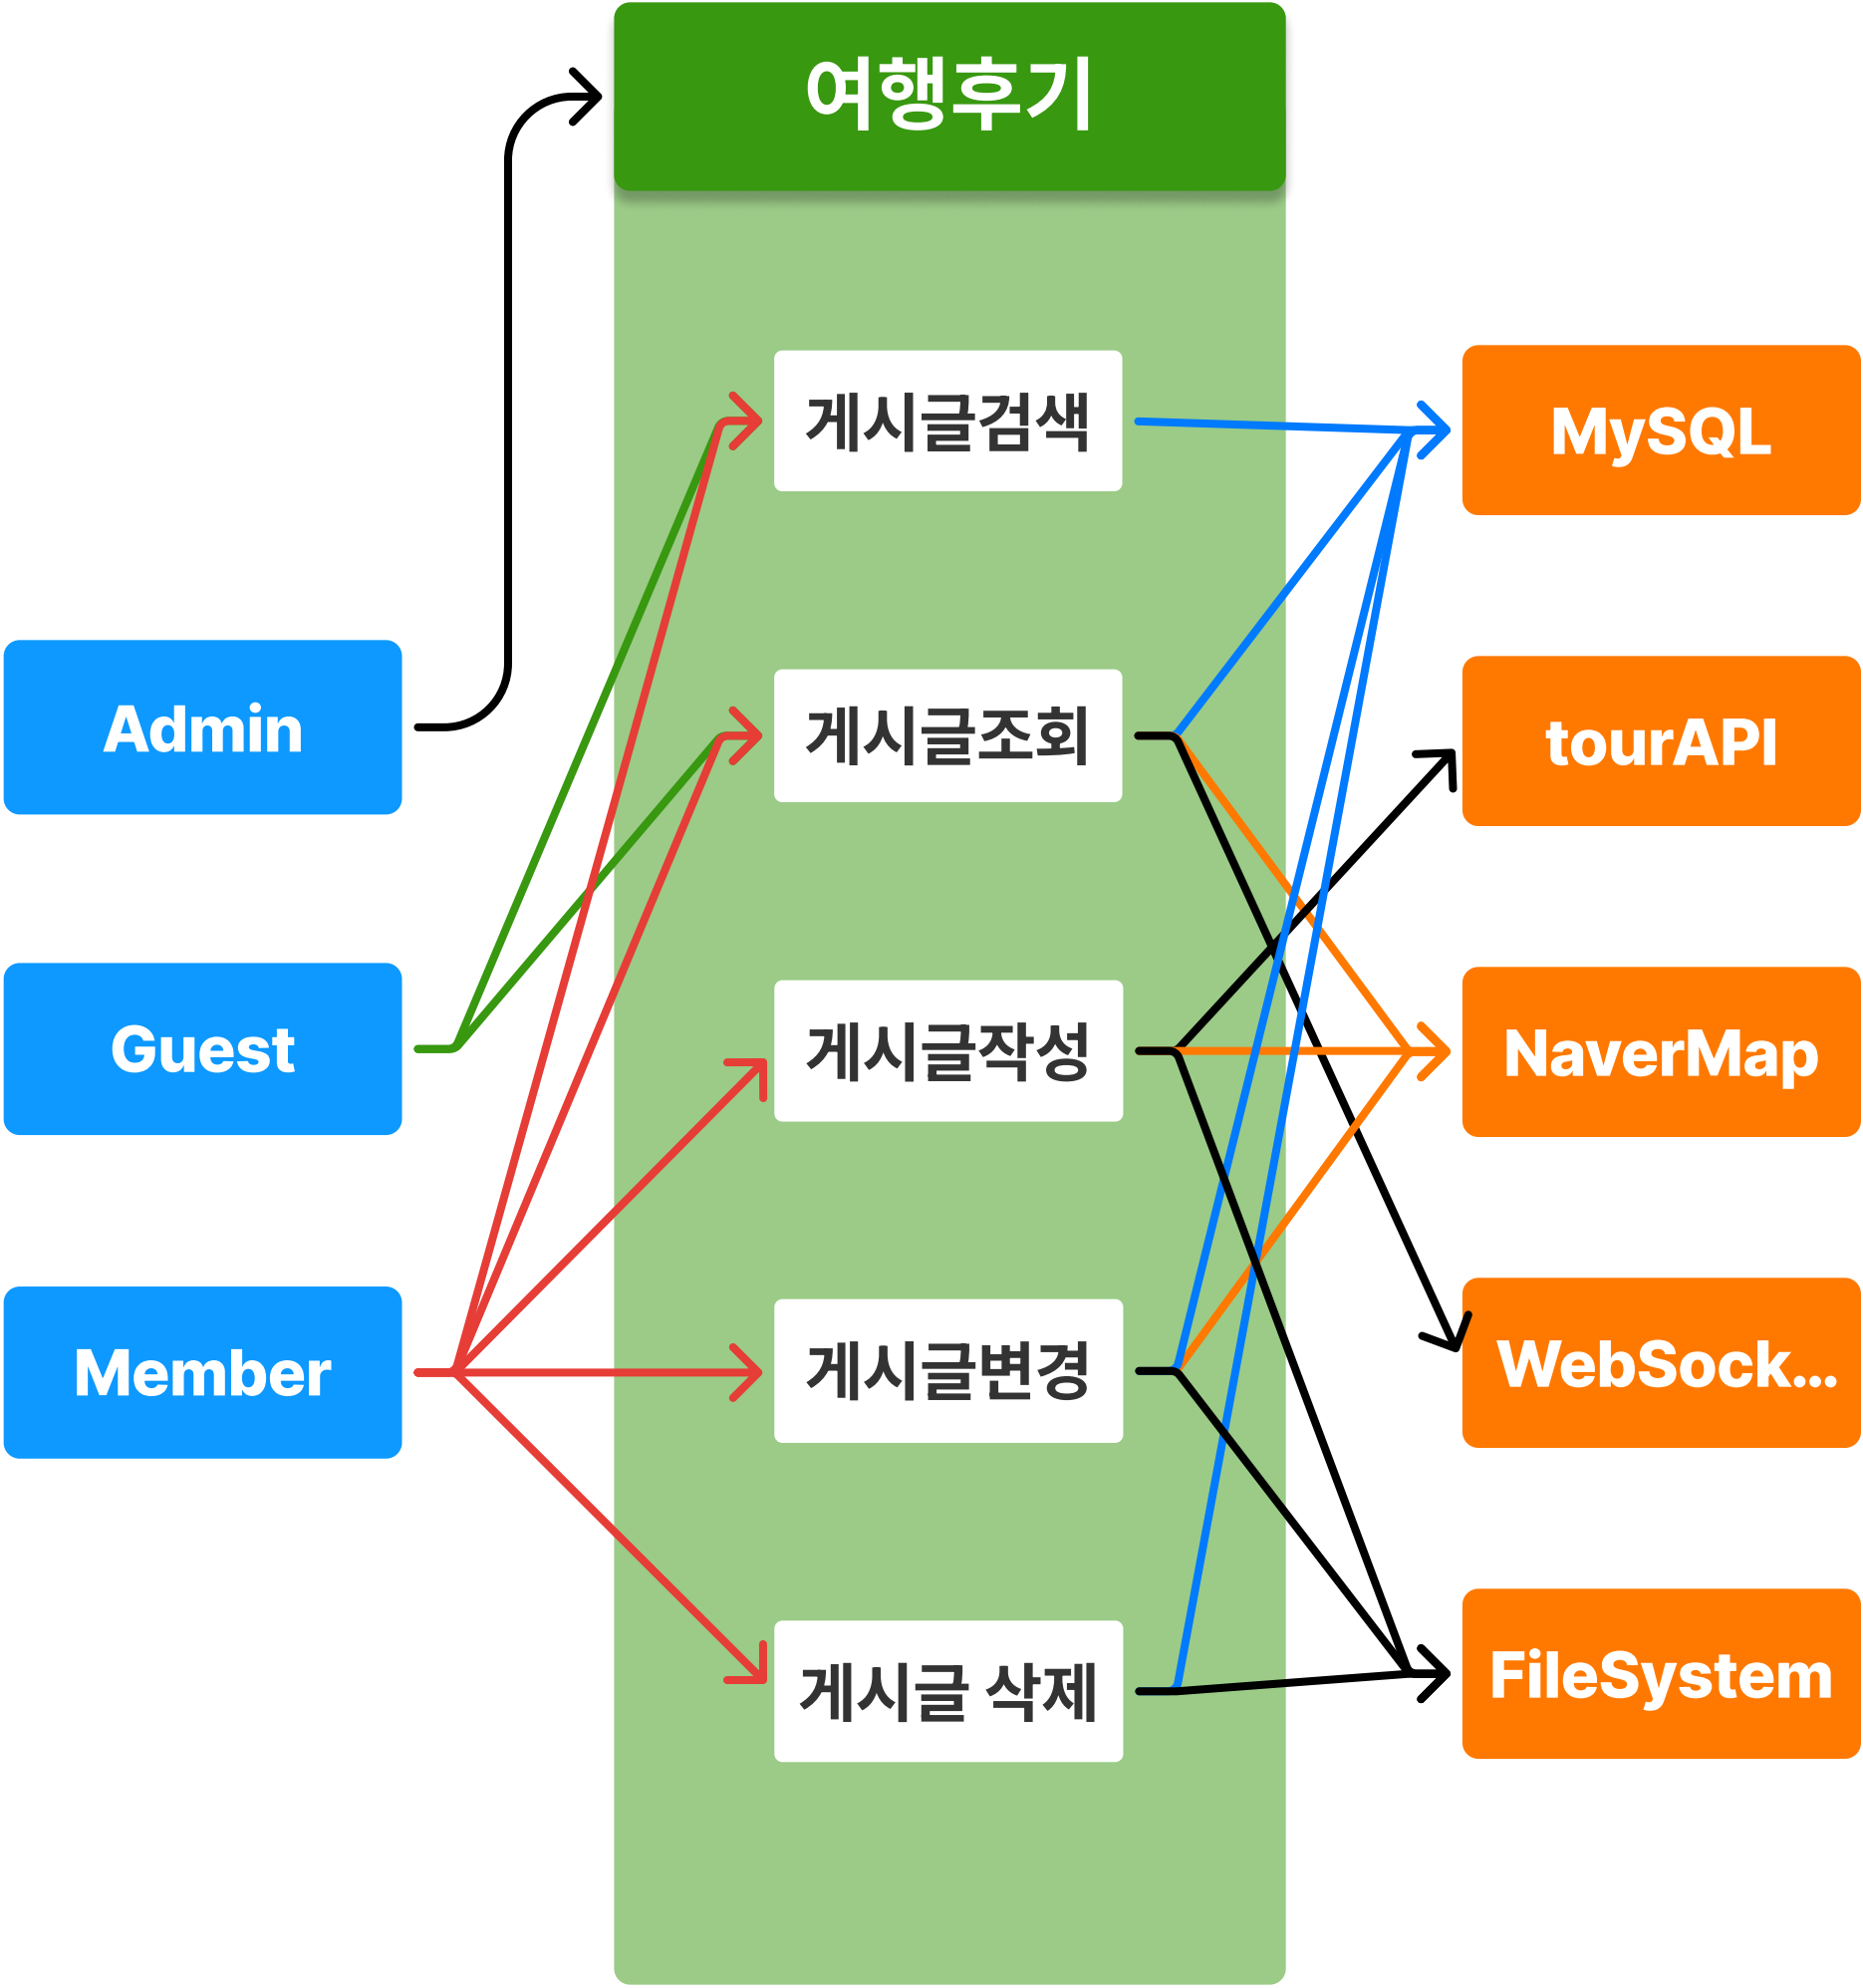 여행후기
Admin
Guest
Member
게시글검색
게시글조회
게시글작성
게시글변경
게시글 삭제
MySQL
tourAPI
NaverMap
WebSock...
FileSystem